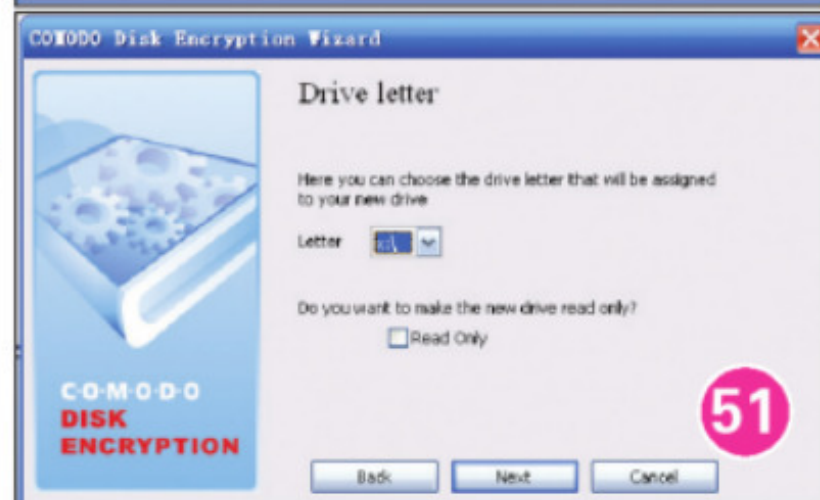 COMODO Disk Encryption Wizard
Drive letter
Here you can choose the drive letter that will be assigned
to your new drive
Letter
Do you want to make the new drive read only?
Read Only
C·O·M·O·D·O
DISK
ENCRYPTION
51
Back Next Cancel